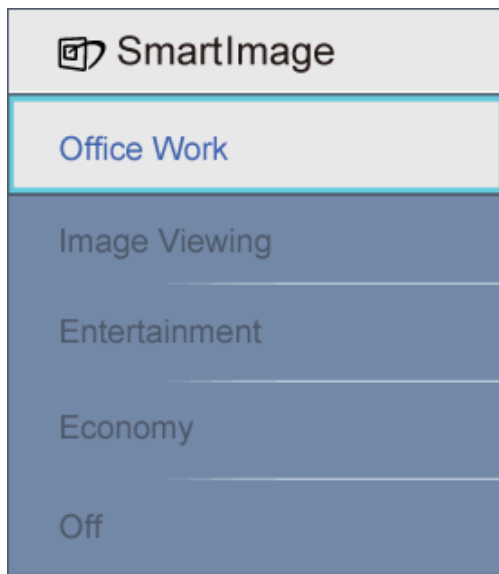 SmartImage
Office Work
Image Viewing
Entertainment
Economy
Off